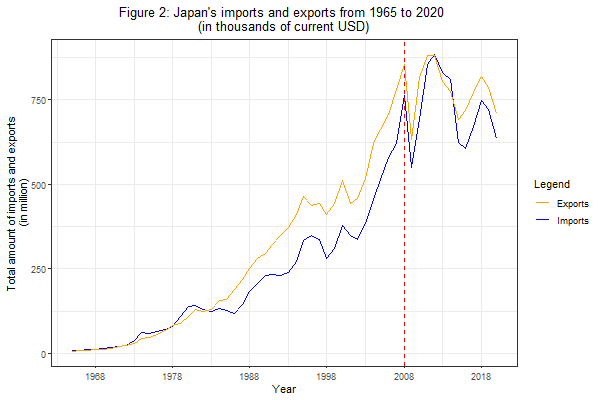 Figure 2: Japan's imports and exports from 1965 to 2020
(in thousands of current USD)
Total amount of imports and exports
(in million)
750
500
250
0
1968
1978
1988
1998
2008
2018
Year
Legend
Exports
Imports